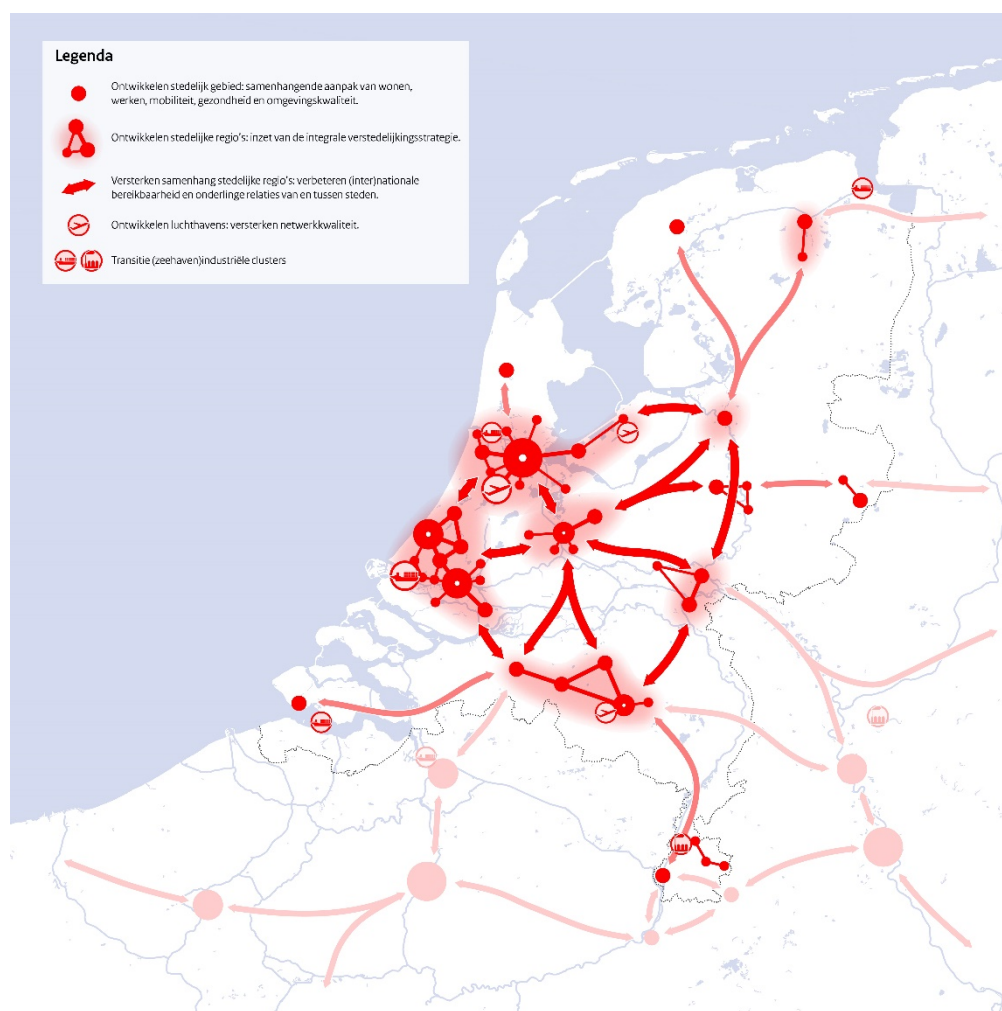 Legenda
Ontwikkelen stedelijk gebied: samenhangende aanpak van wonen,
werken, mobiliteit, gezondheid en omgevingskwaliteit.
Ontwikkelen stedelijke regio's: inzet van de integrale verstedelijkingsstrategie.
Versterken samenhang stedelijke regio's: verbeteren (inter)nationale
bereikbaarheid en onderlinge relaties van en tussen steden.
Ontwikkelen luchthavens: versterken netwerkkwaliteit.
Transitie (zeehaven)industriële clusters